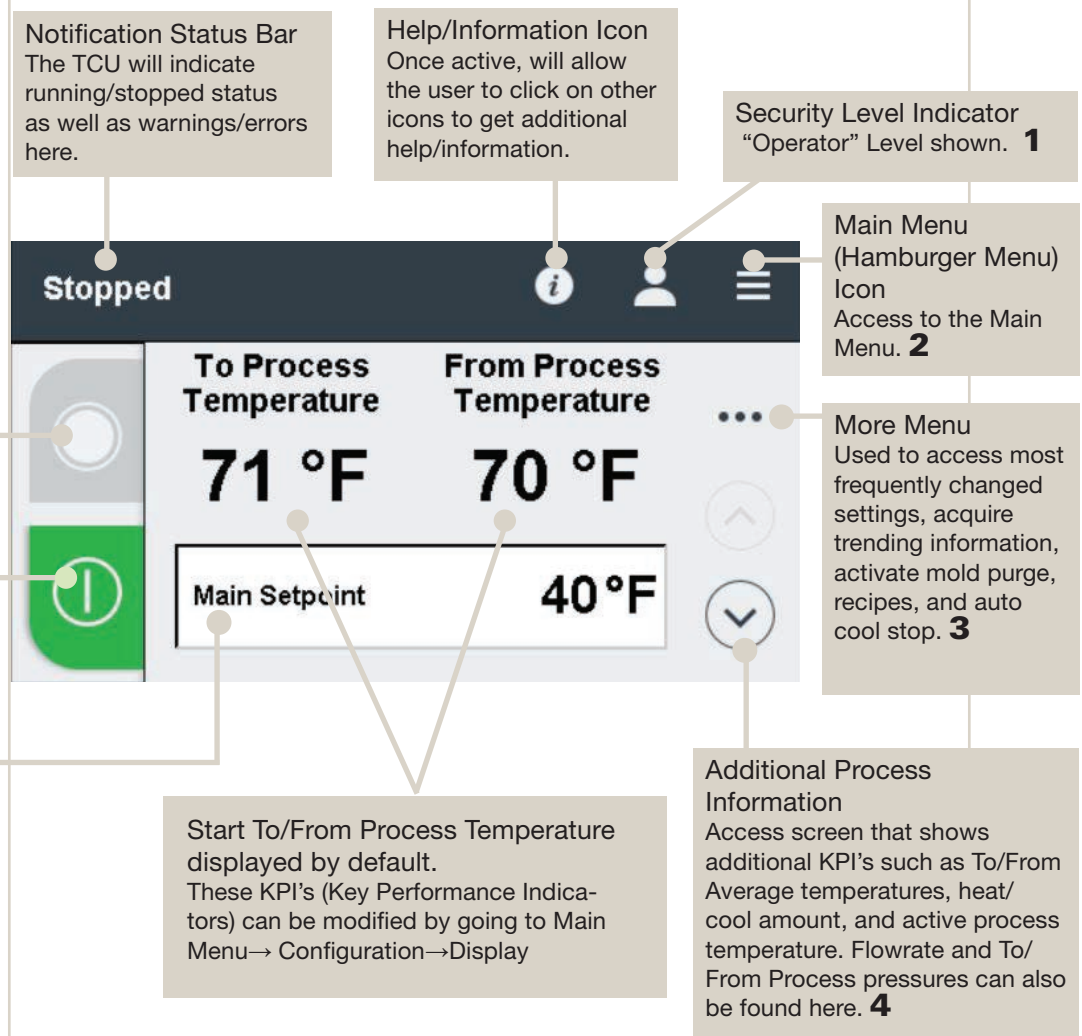 Notification Status Bar
The TCU will indicate
running/stopped status
as well as warnings/errors
here.
Help/Information Icon
Once active, will allow
the user to click on other
icons to get additional
help/information.
Security Level Indicator
“Operator” Level shown. 1
Main Menu
(Hamburger Menu)
Icon
Access to the Main
Menu. 2
Stopped
To Process
Temperature
71 °F
From Process
Temperature
70 °F
Main Setpoint 40°F
More Menu
Used to access most
frequently changed
settings, acquire
trending information,
activate mold purge,
recipes, and auto
cool stop. 3
Start To/From Process Temperature
displayed by default.
These KPI's (Key Performance Indica-
tors) can be modified by going to Main
Menu→ Configuration→Display
Additional Process
Information
Access screen that shows
additional KPI's such as To/From
Average temperatures, heat/
cool amount, and active process
temperature. Flowrate and To/
From Process pressures can also
be found here. 4